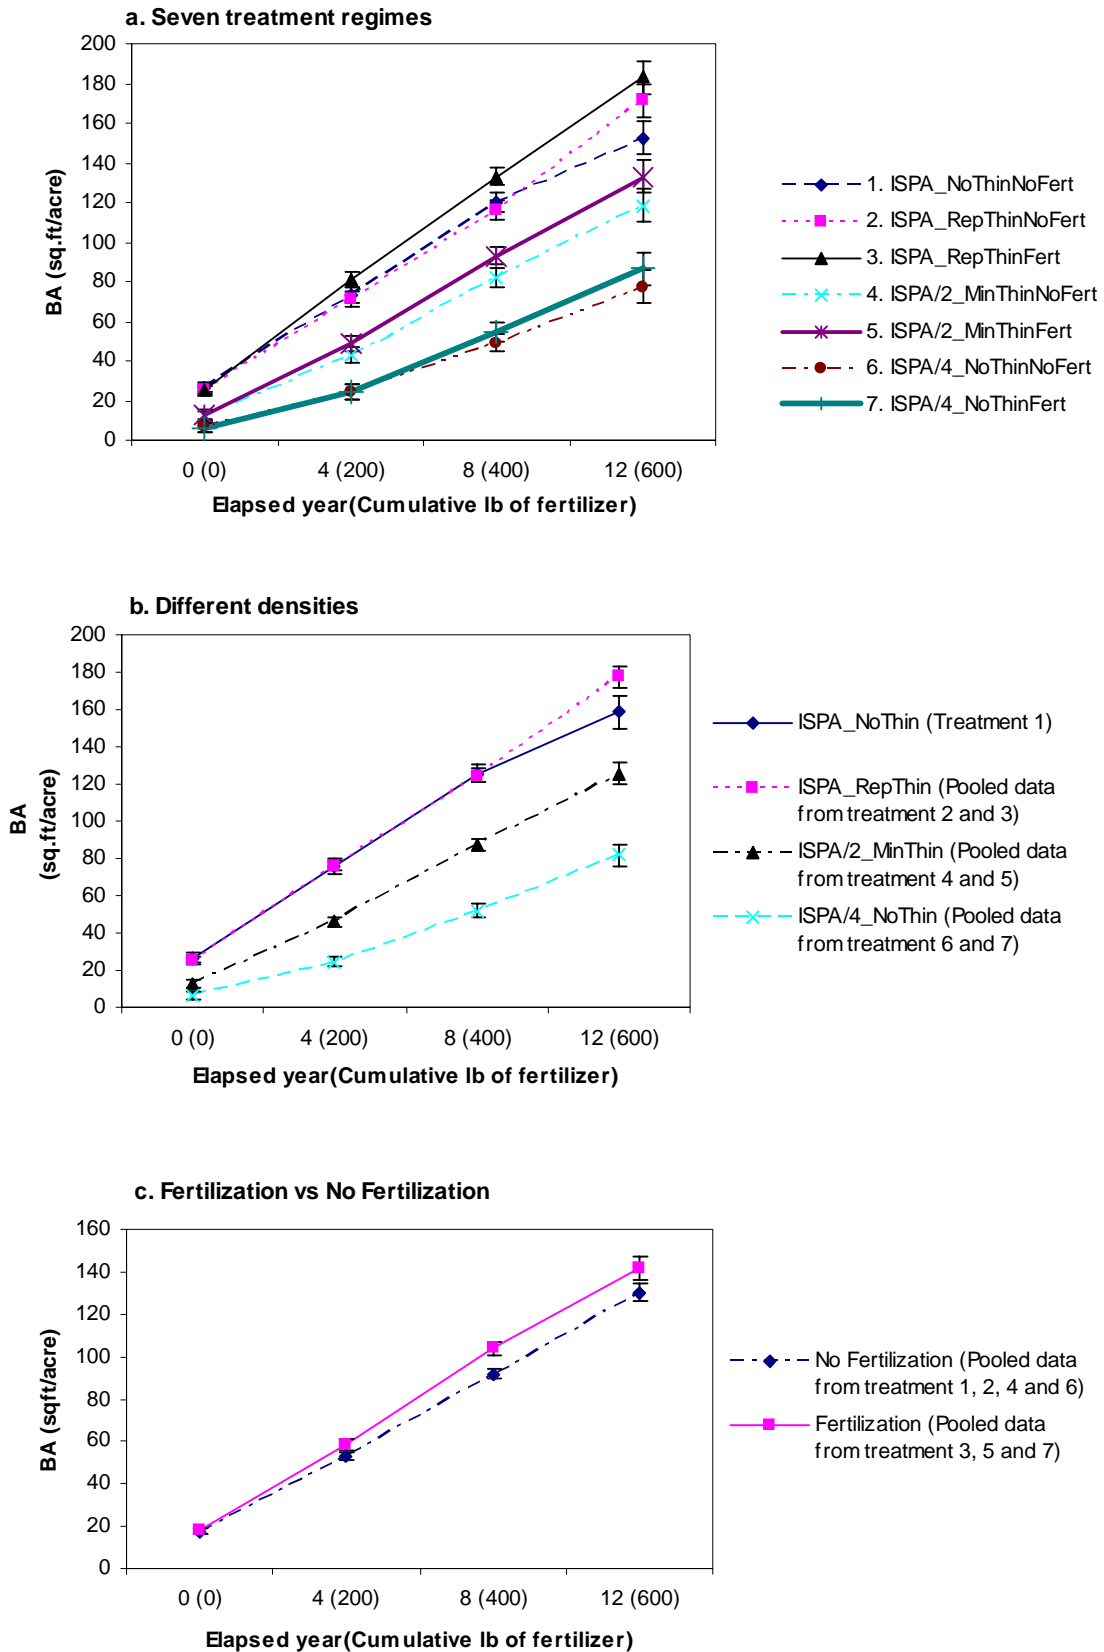 a. Seven treatment regimes
200
180
160
140
120
100
80
60
40
20
0
BA (sq.ft/acre)
0 (0) 4 (200) 8 (400) 12 (600)
Elapsed year(Cumulative lb of fertilizer)
1. ISPA_NoThinNoFert
2. ISPA_RepThinNoFert
3. ISPA_RepThinFert
4. ISPA/2_MinThinNoFert
5. ISPA/2_MinThinFert
6. ISPA/4_NoThinNoFert
7. ISPA/4_NoThinFert
b. Different densities
200
180
160
140
120
100
80
60
40
20
0
BA
(sq.ft/acre)
0 (0) 4 (200) 8 (400) 12 (600)
Elapsed year(Cumulative lb of fertilizer)
ISPA_NoThin (Treatment 1)
ISPA_RepThin (Pooled data
from treatment 2 and 3)
ISPA/2_MinThin (Pooled data
from treatment 4 and 5)
ISPA/4_NoThin (Pooled data
from treatment 6 and 7)
c. Fertilization vs No Fertilization
160
140
120
100
80
60
40
20
0
BA (sqft/acre)
0 (0) 4 (200) 8 (400) 12 (600)
Elapsed year(Cumulative lb of fertilizer)
No Fertilization (Pooled data
from treatment 1, 2, 4 and 6)
Fertilization (Pooled data
from treatment 3, 5 and 7)